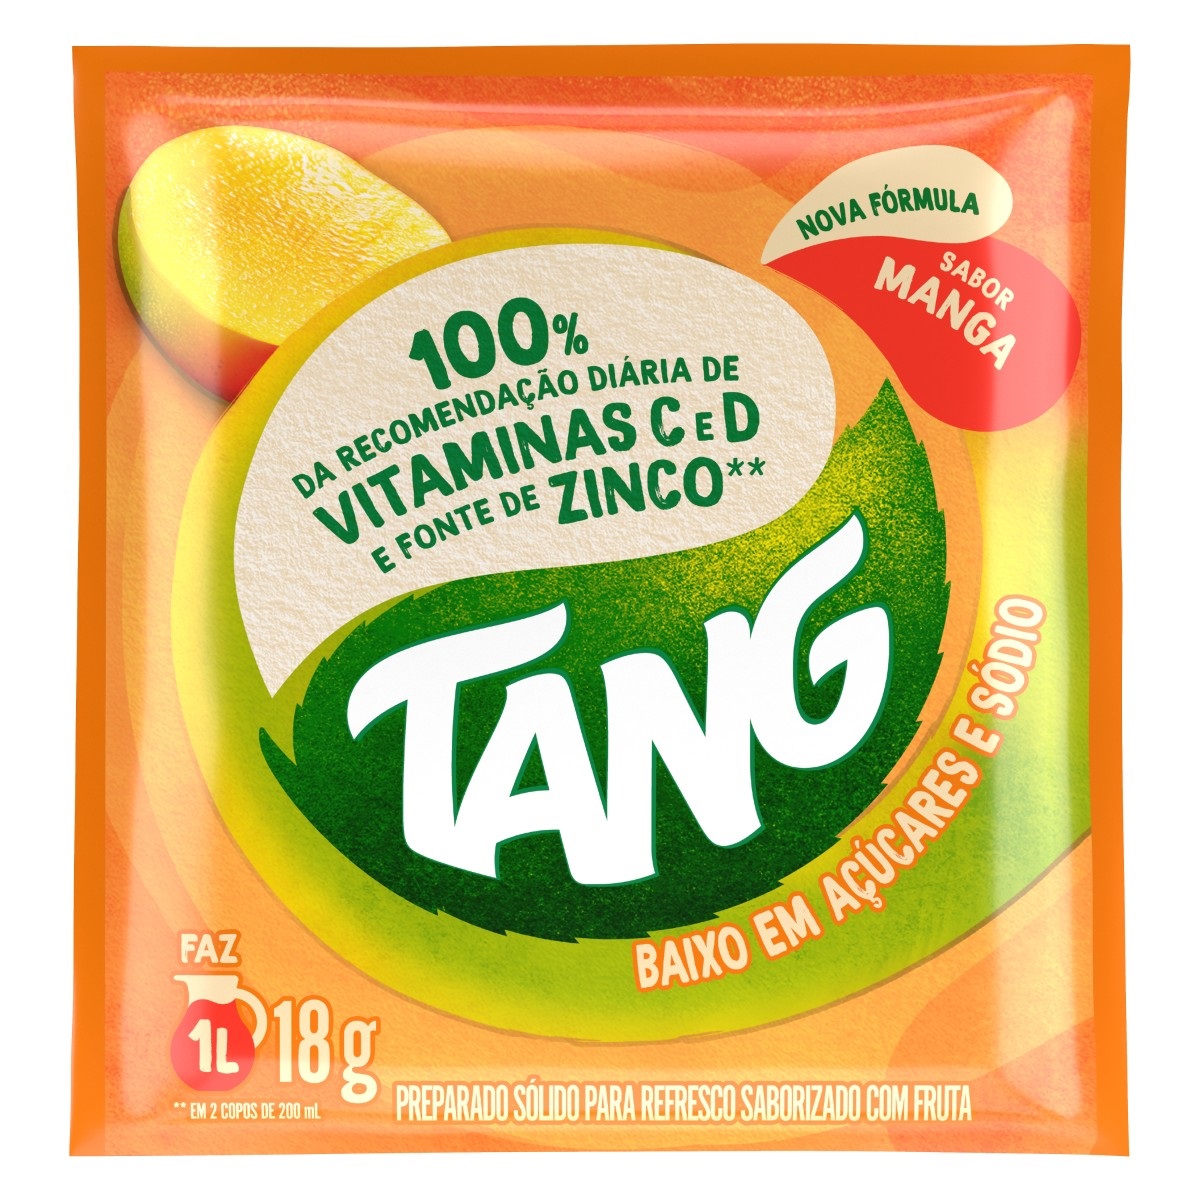 NOVA FÓRMULA
SABOR
MANGA
100%
DA RECOMENDAÇÃO DIÁRIA DE
VITAMINAS C E D
E FONTE DE ZINCO**
TANG
BAIXO EM AÇÚCARES E SÓDIO
FAZ
1L
18 g
** EM 2 COPOS DE 200 mL
PREPARADO SÓLIDO PARA REFRESCO SABORIZADO COM FRUTA